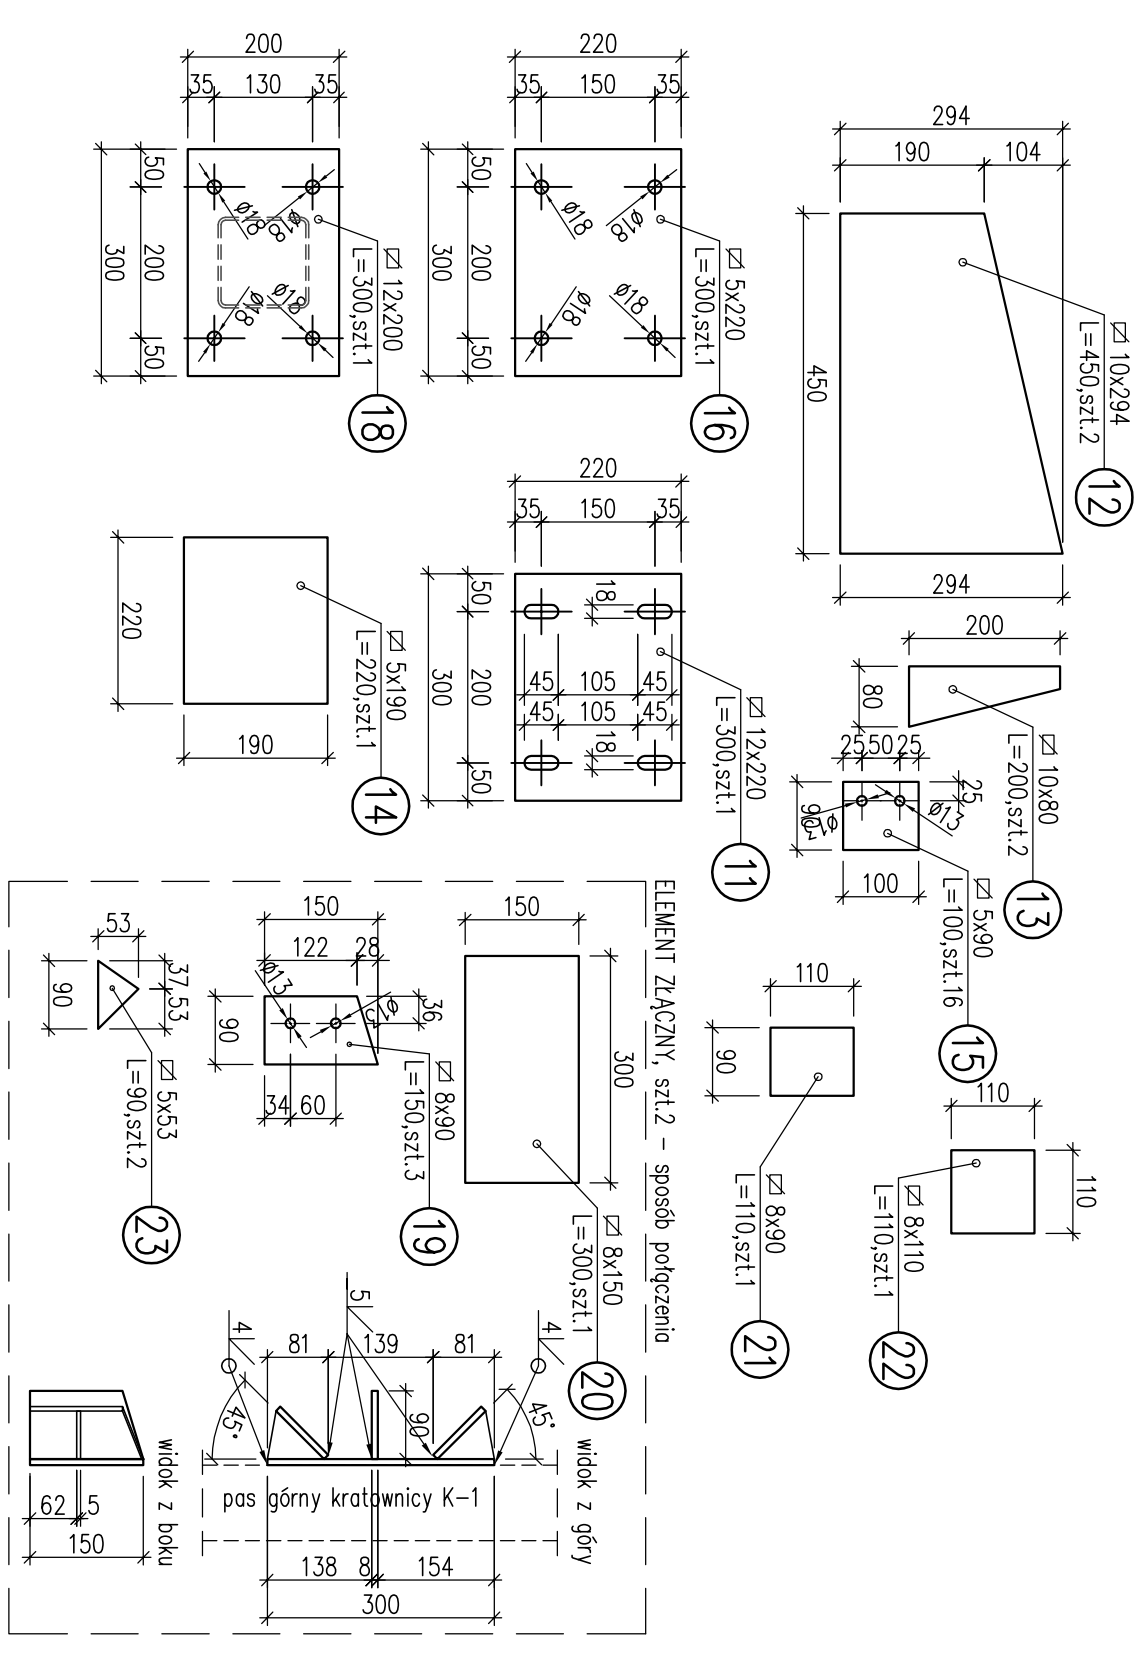 200
35
130
35
50
200
50
300
ø18
ø18
ø18
ø18
12x200
L=300,szt.1
18
220
35
150
35
50
200
50
300
ø18
ø18
ø18
ø18
5x220
L=300,szt.1
16
294
190
104
450
294
10x294
L=450,szt.2
12
220
190
5x190
L=220,szt.1
14
220
35
150
35
50
200
50
300
18
45
105
45
45
105
45
18
12x220
L=300,szt.1
11
200
80
10x80
L=200,szt.2
13
25
50
25
25
90
ø13
ø13
100
5x90
L=100,szt.16
15
110
90
8x90
L=110,szt.1
21
110
110
8x110
L=110,szt.1
22
ELEMENT ZŁĄCZNY, szt.2 – sposób połączenia
150
300
8x150
L=300,szt.1
20
150
122
28
ø13
ø13
36
90
34
60
8x90
L=150,szt.3
19
53
37
53
90
5x53
L=90,szt.2
23
4
5
4
81
139
81
45°
90
45°
widok z góry
pas górny kratownicy K-1
138
8
154
300
widok z boku
62
5
150